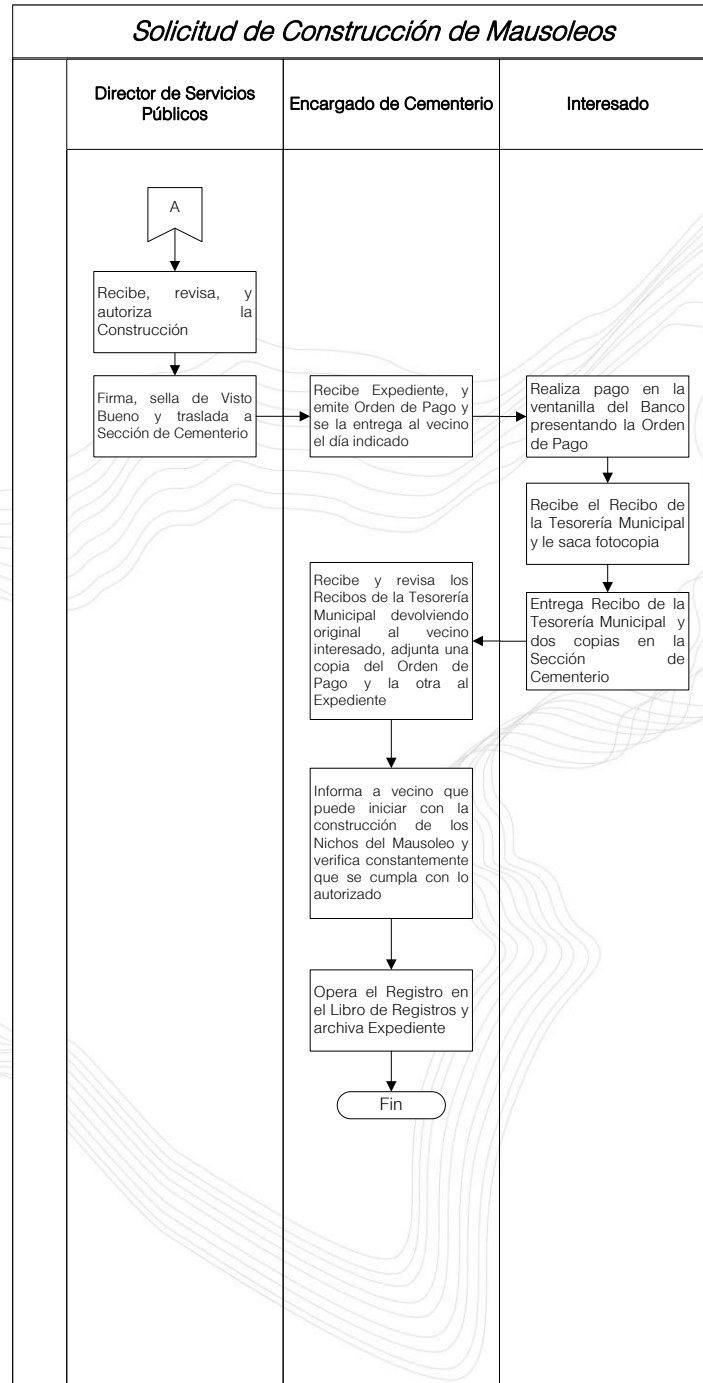 Solicitud de Construcción de Mausoleos
Director de Servicios
Públicos
Encargado de Cementerio
Interesado
A
Recibe, revisa, y
autoriza la
Construcción
Firma, sella de Visto
Bueno y traslada a
Sección de Cementerio
Recibe Expediente, y
emite Orden de Pago y
se la entrega al vecino
el día indicado
Realiza pago en la
ventanilla del Banco
presentando la Orden
de Pago
Recibe el Recibo de
la Tesorería Municipal
y le saca fotocopia
Entrega Recibo de la
Tesorería Municipal y
dos copias en la
Sección de
Cementerio
Recibe y revisa los
Recibos de la Tesorería
Municipal devolviendo
original al vecino
interesado, adjunta una
copia del Orden de
Pago y la otra al
Expediente
Informa a vecino que
puede iniciar con la
construcción de los
Nichos del Mausoleo y
verifica constantemente
que se cumpla con lo
autorizado
Opera el Registro en
el Libro de Registros y
archiva Expediente
Fin